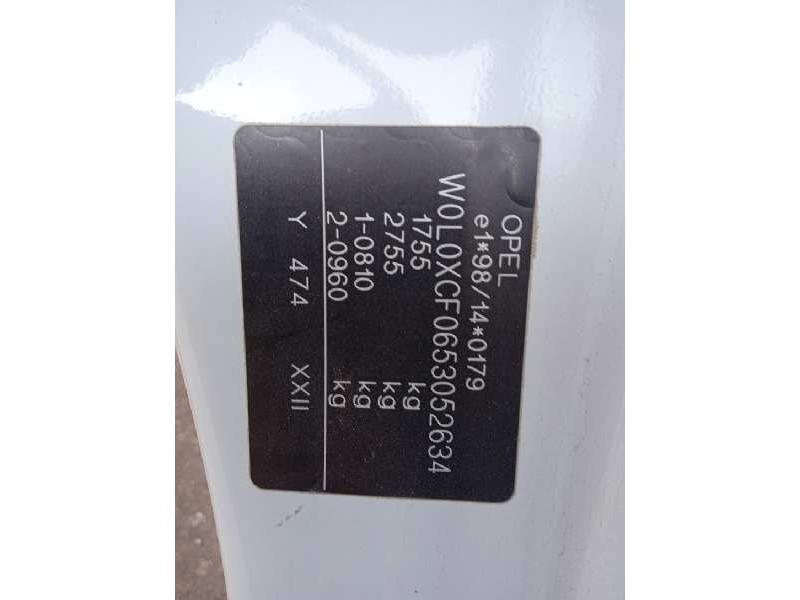 OPEL
e1*98/14*0179
W0L0XCF0653052634
1755 kg
2755 kg
1-0810 kg
2-0960 kg
Y 474 XXII